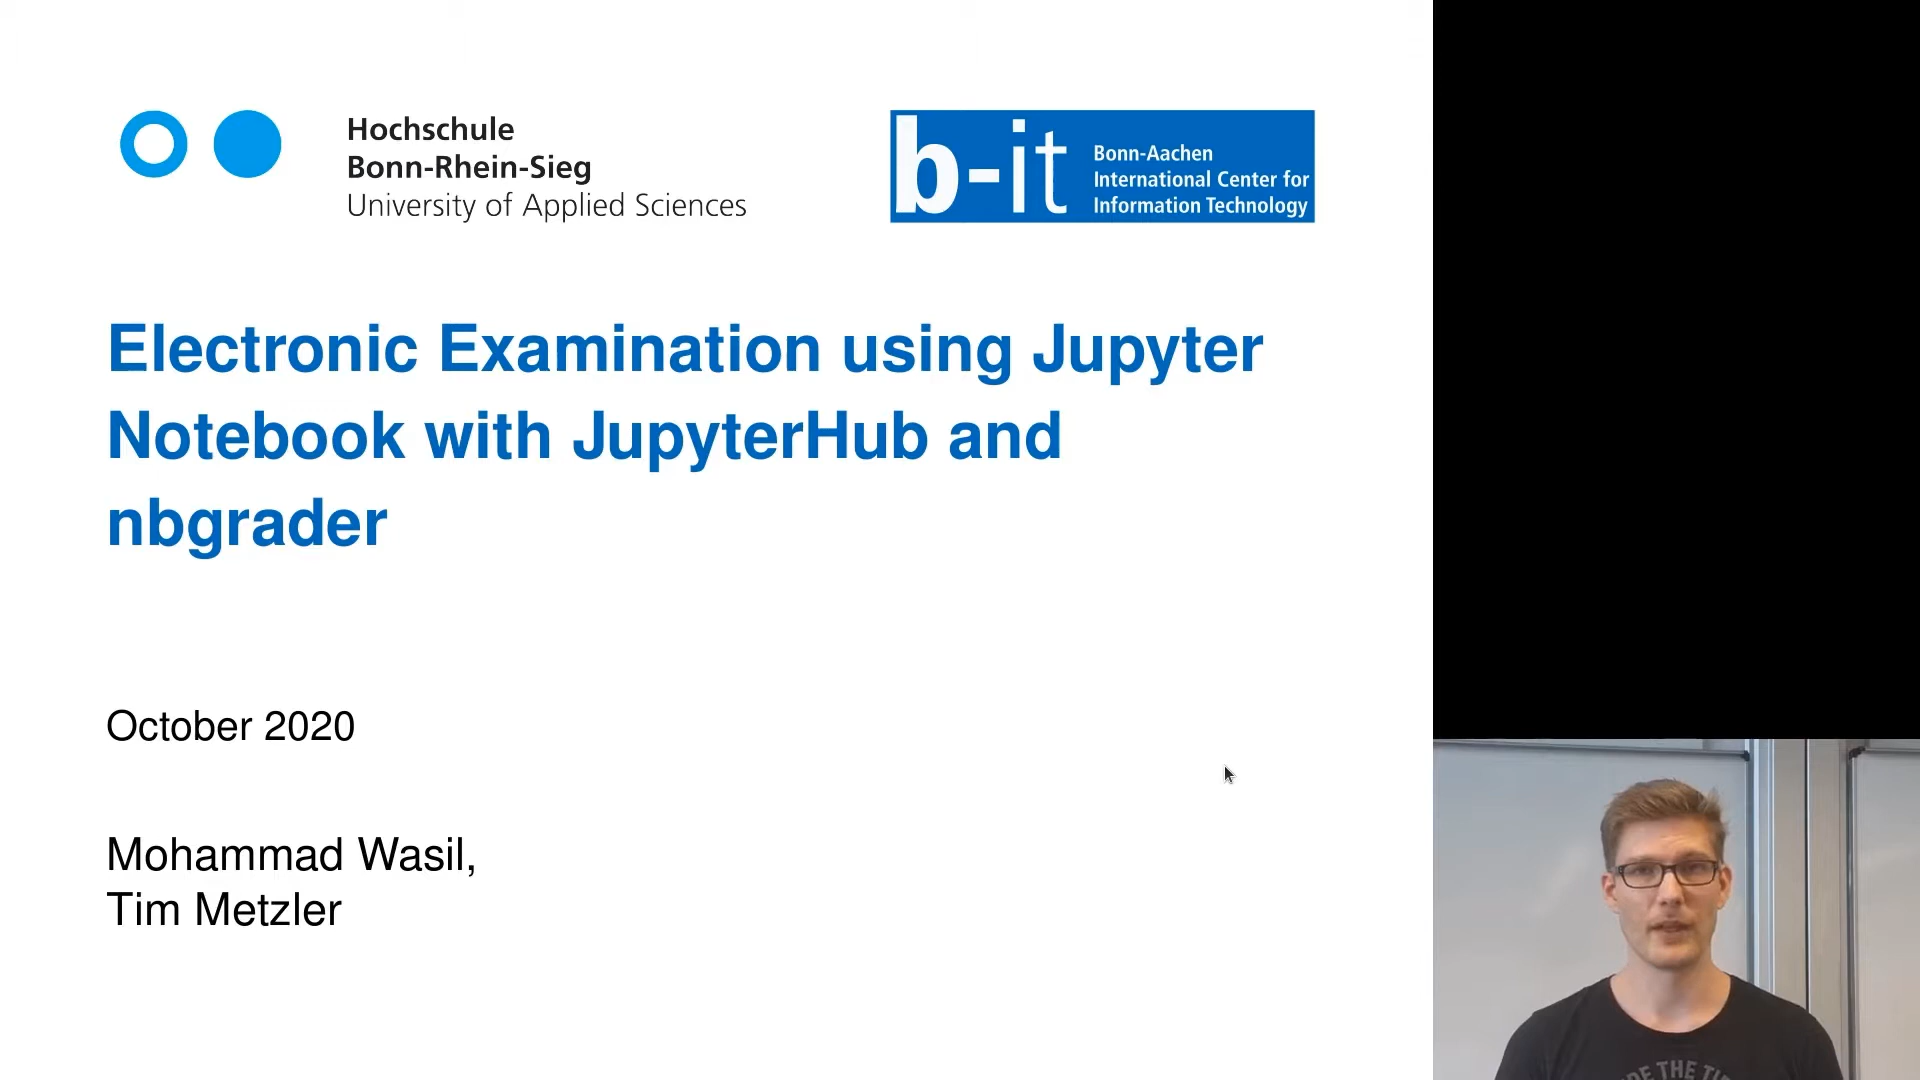 Hochschule
Bonn-Rhein-Sieg
University of Applied Sciences
b-it
Bonn-Aachen
International Center for
Information Technology
Electronic Examination using Jupyter
Notebook with JupyterHub and
nbgrader
October 2020
Mohammad Wasil,
Tim Metzler
THE